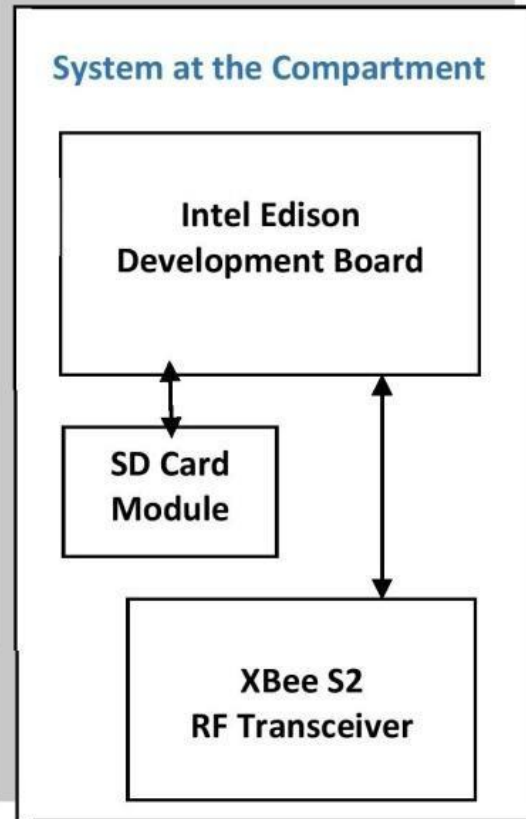 System at the Compartment
Intel Edison
Development Board
SD Card
Module
XBee S2
RF Transceiver